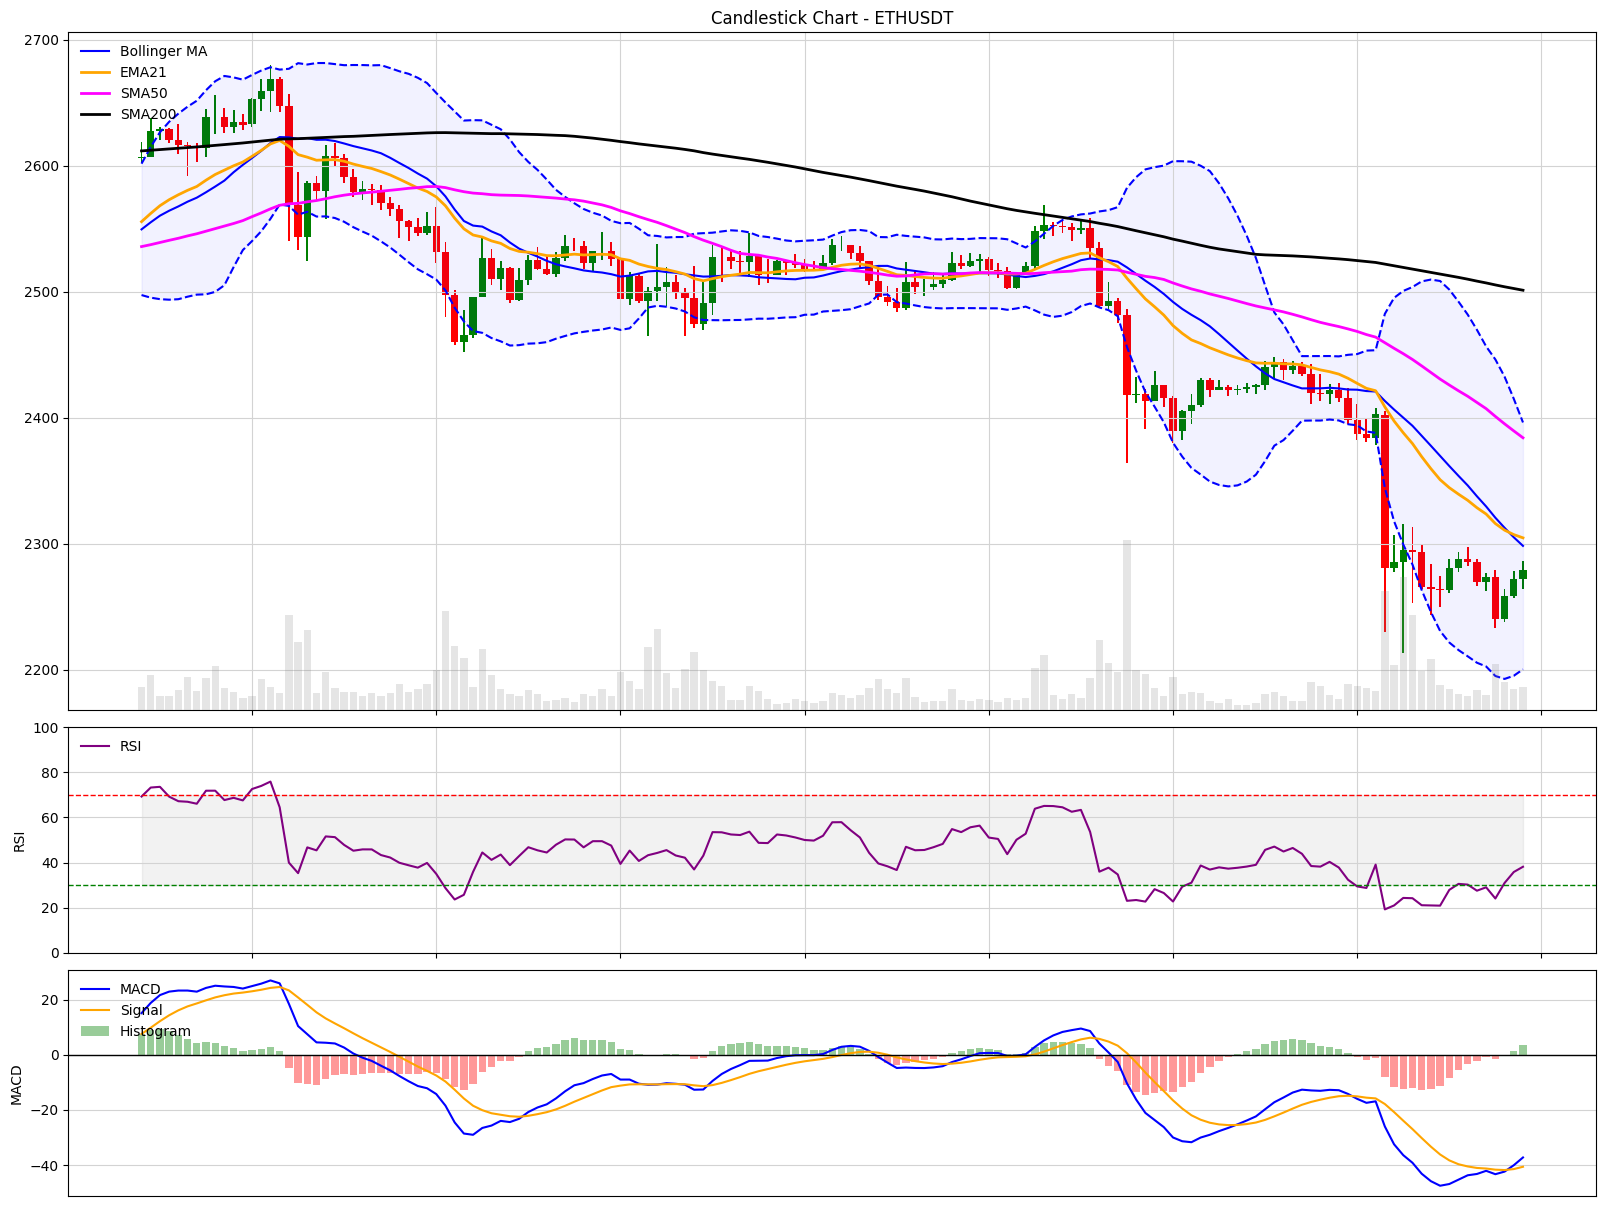 Candlestick Chart - ETHUSDT
2700
Bollinger MA
EMA21
SMA50
SMA200
2600
2500
2400
2300
2200
100
RSI
80
60
RSI
40
20
0
MACD
20
Signal
Histogram
0
MACD
−20
−40